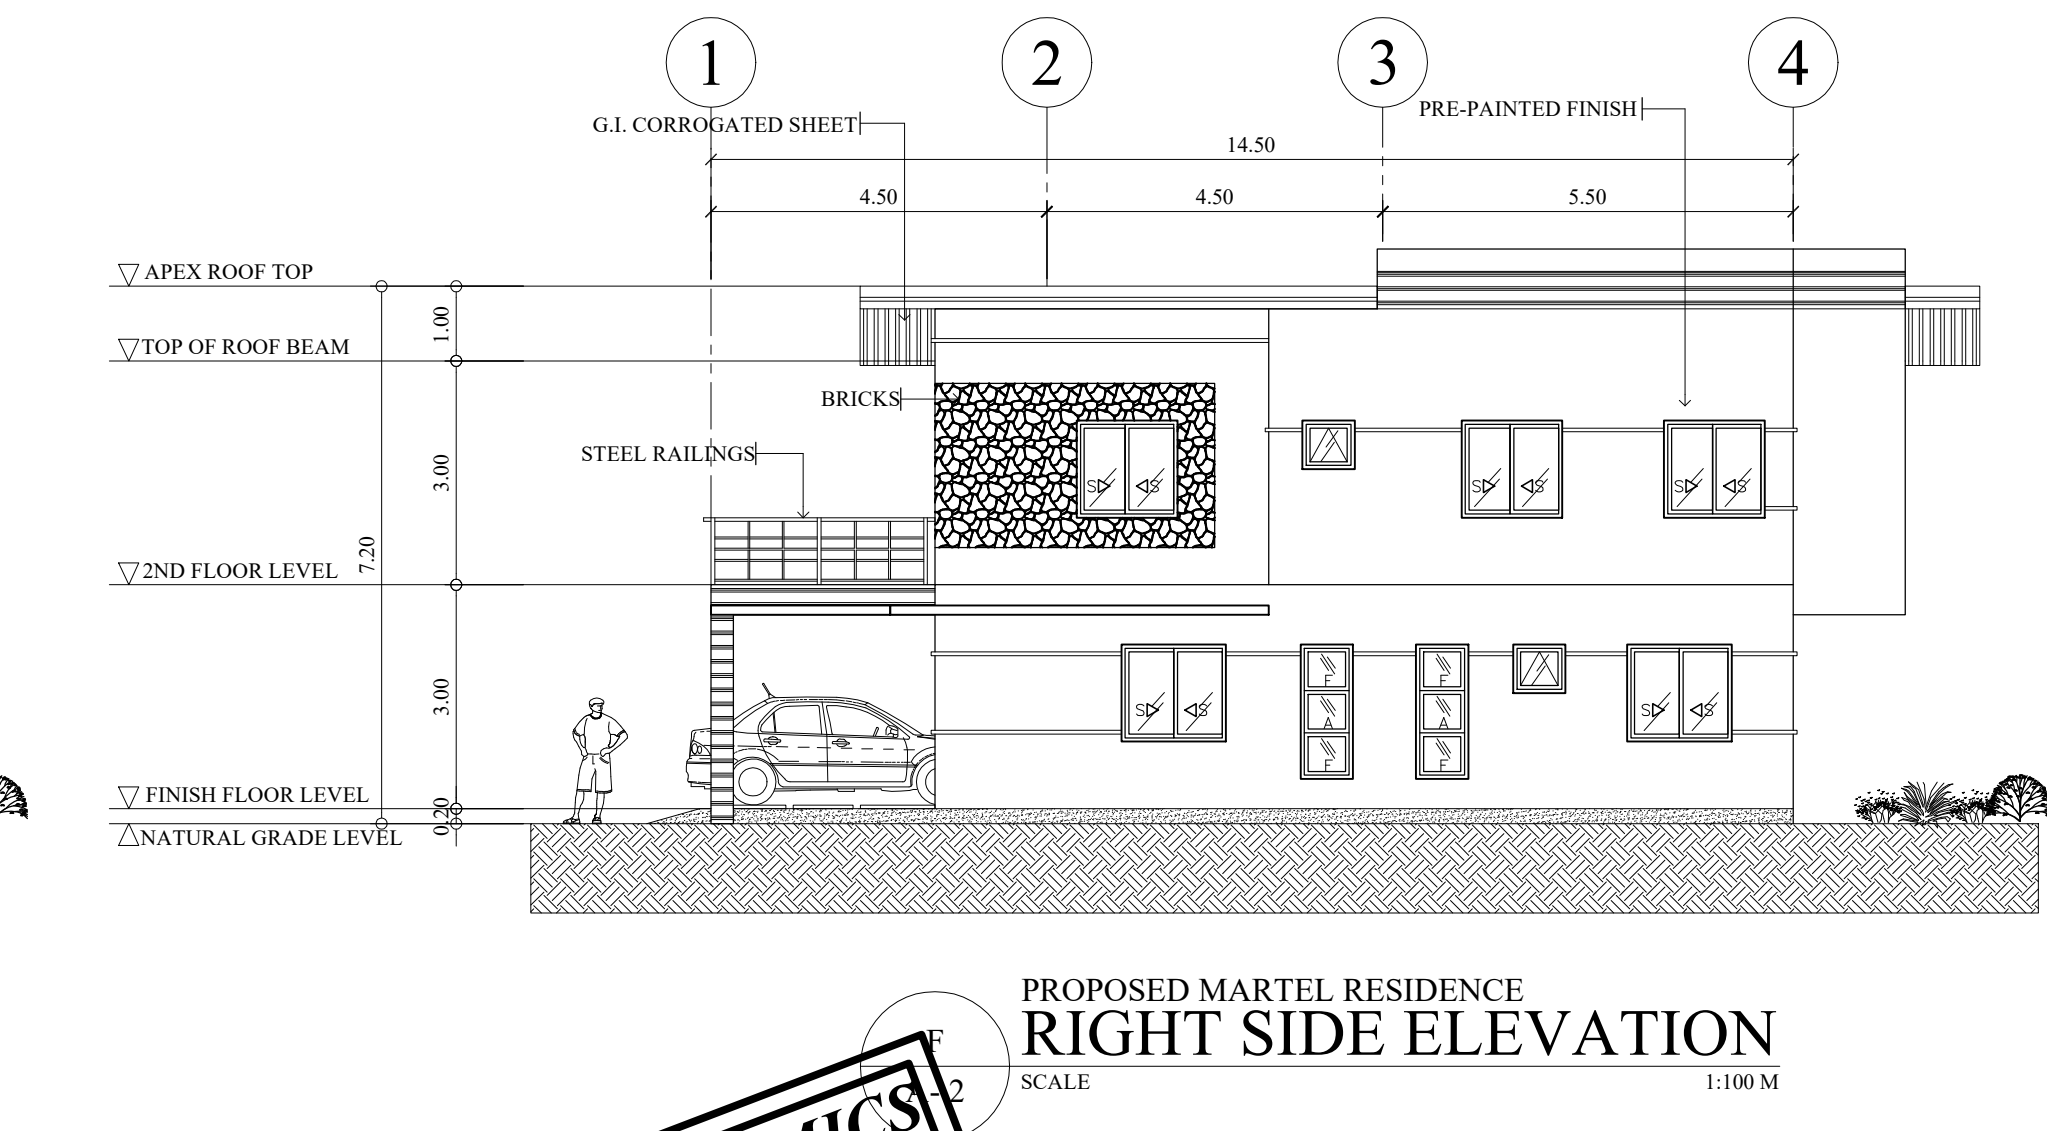 1
2
3
4
G.I. CORROGATED SHEET
PRE-PAINTED FINISH
14.50
4.50
4.50
5.50
APEX ROOF TOP
1.00
TOP OF ROOF BEAM
BRICKS
STEEL RAILINGS
3.00
S S
S S
S S
7.20
2ND FLOOR LEVEL
3.00
F
F
S S
A
A
S S
F
F
FINISH FLOOR LEVEL
0.20
NATURAL GRADE LEVEL
PROPOSED MARTEL RESIDENCE
F
RIGHT SIDE ELEVATION
A-2
SCALE
1:100 M